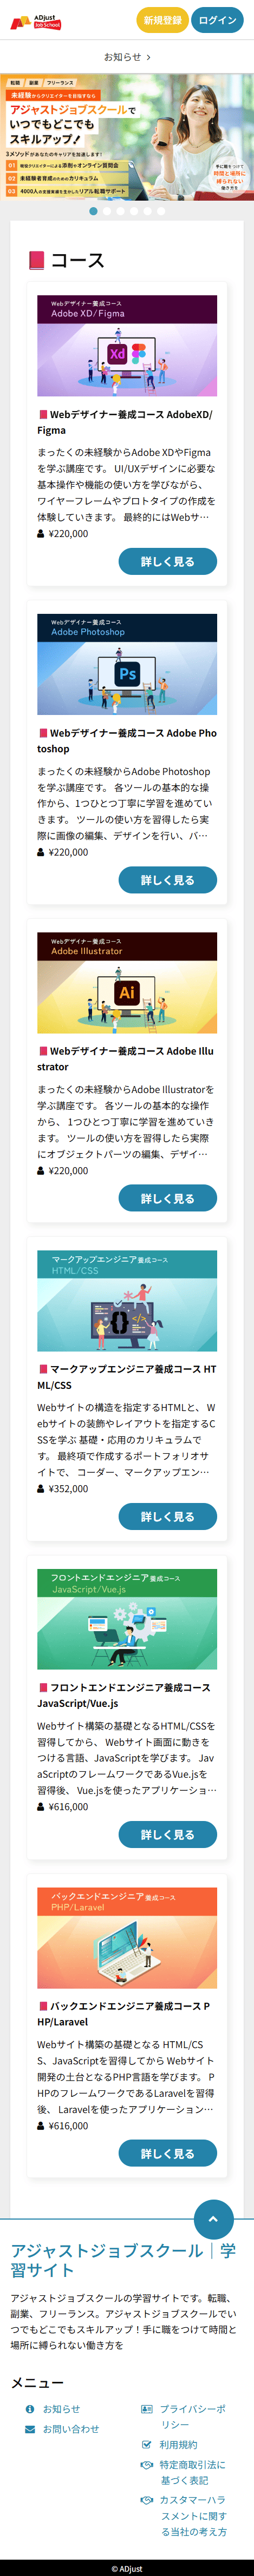 ADjust
Job School
新規登録
ログイン
お知らせ
転職
副業
フリーランス
未経験からクリエイターを目指すなら
アジャストジョブスクールで
いつでもどこでも
スキルアップ！
3メソッドがあなたのキャリアを加速します！
01
現役クリエイターによる添削+オンライン質問会
02
未経験者育成のためのカリキュラム
03
4000人の支援実績を生かしたリアル転職サポート
手に職をつけて
時間と場所に
縛られない
働き方を
コース
Webデザイナー養成コース
Adobe XD/Figma
Xd
Webデザイナー養成コース AdobeXD/
Figma
まったくの未経験からAdobe XDやFigma
を学ぶ講座です。 UI/UXデザインに必要な
基本操作や機能の使い方を学びながら、
ワイヤーフレームやプロトタイプの作成を
体験していきます。 最終的にはWebサ…
¥220,000
詳しく見る
Webデザイナー養成コース
Adobe Photoshop
Ps
Webデザイナー養成コース Adobe Pho
toshop
まったくの未経験からAdobe Photoshop
を学ぶ講座です。 各ツールの基本的な操
作から、1つひとつ丁寧に学習を進めてい
きます。 ツールの使い方を習得したら実
際に画像の編集、デザインを行い、バ…
¥220,000
詳しく見る
Webデザイナー養成コース
Adobe Illustrator
Ai
Webデザイナー養成コース Adobe Illu
strator
まったくの未経験からAdobe Illustratorを
学ぶ講座です。 各ツールの基本的な操作
から、 1つひとつ丁寧に学習を進めていき
ます。 ツールの使い方を習得したら実際
にオブジェクトパーツの編集、デザイ…
¥220,000
詳しく見る
マークアップエンジニア養成コース
HTML/CSS
{}
マークアップエンジニア養成コース HT
ML/CSS
Webサイトの構造を指定するHTMLと、 W
ebサイトの装飾やレイアウトを指定するC
SSを学ぶ 基礎・応用のカリキュラムで
す。 最終項で作成するポートフォリオサ
イトで、 コーダー、マークアップエン…
¥352,000
詳しく見る
フロントエンドエンジニア養成コース
JavaScript/Vue.js
フロントエンドエンジニア養成コース
JavaScript/Vue.js
Webサイト構築の基礎となるHTML/CSSを
習得してから、 Webサイト画面に動きを
つける言語、JavaScriptを学びます。 Jav
aScriptのフレームワークであるVue.jsを
習得後、 Vue.jsを使ったアプリケーショ…
¥616,000
詳しく見る
バックエンドエンジニア養成コース
PHP/Laravel
バックエンドエンジニア養成コース P
HP/Laravel
Webサイト構築の基礎となる HTML/CS
S、JavaScriptを習得してから Webサイト
開発の土台となるPHP言語を学びます。 P
HPのフレームワークであるLaravelを習得
後、 Laravelを使ったアプリケーション…
¥616,000
詳しく見る
アジャストジョブスクール｜学
習サイト
アジャストジョブスクールの学習サイトです。転職、
副業、フリーランス。アジャストジョブスクールでい
つでもどこでもスキルアップ！手に職をつけて時間と
場所に縛られない働き方を
メニュー
お知らせ
お問い合わせ
プライバシーポ
リシー
利用規約
特定商取引法に
基づく表記
カスタマーハラ
スメントに関す
る当社の考え方
© ADjust